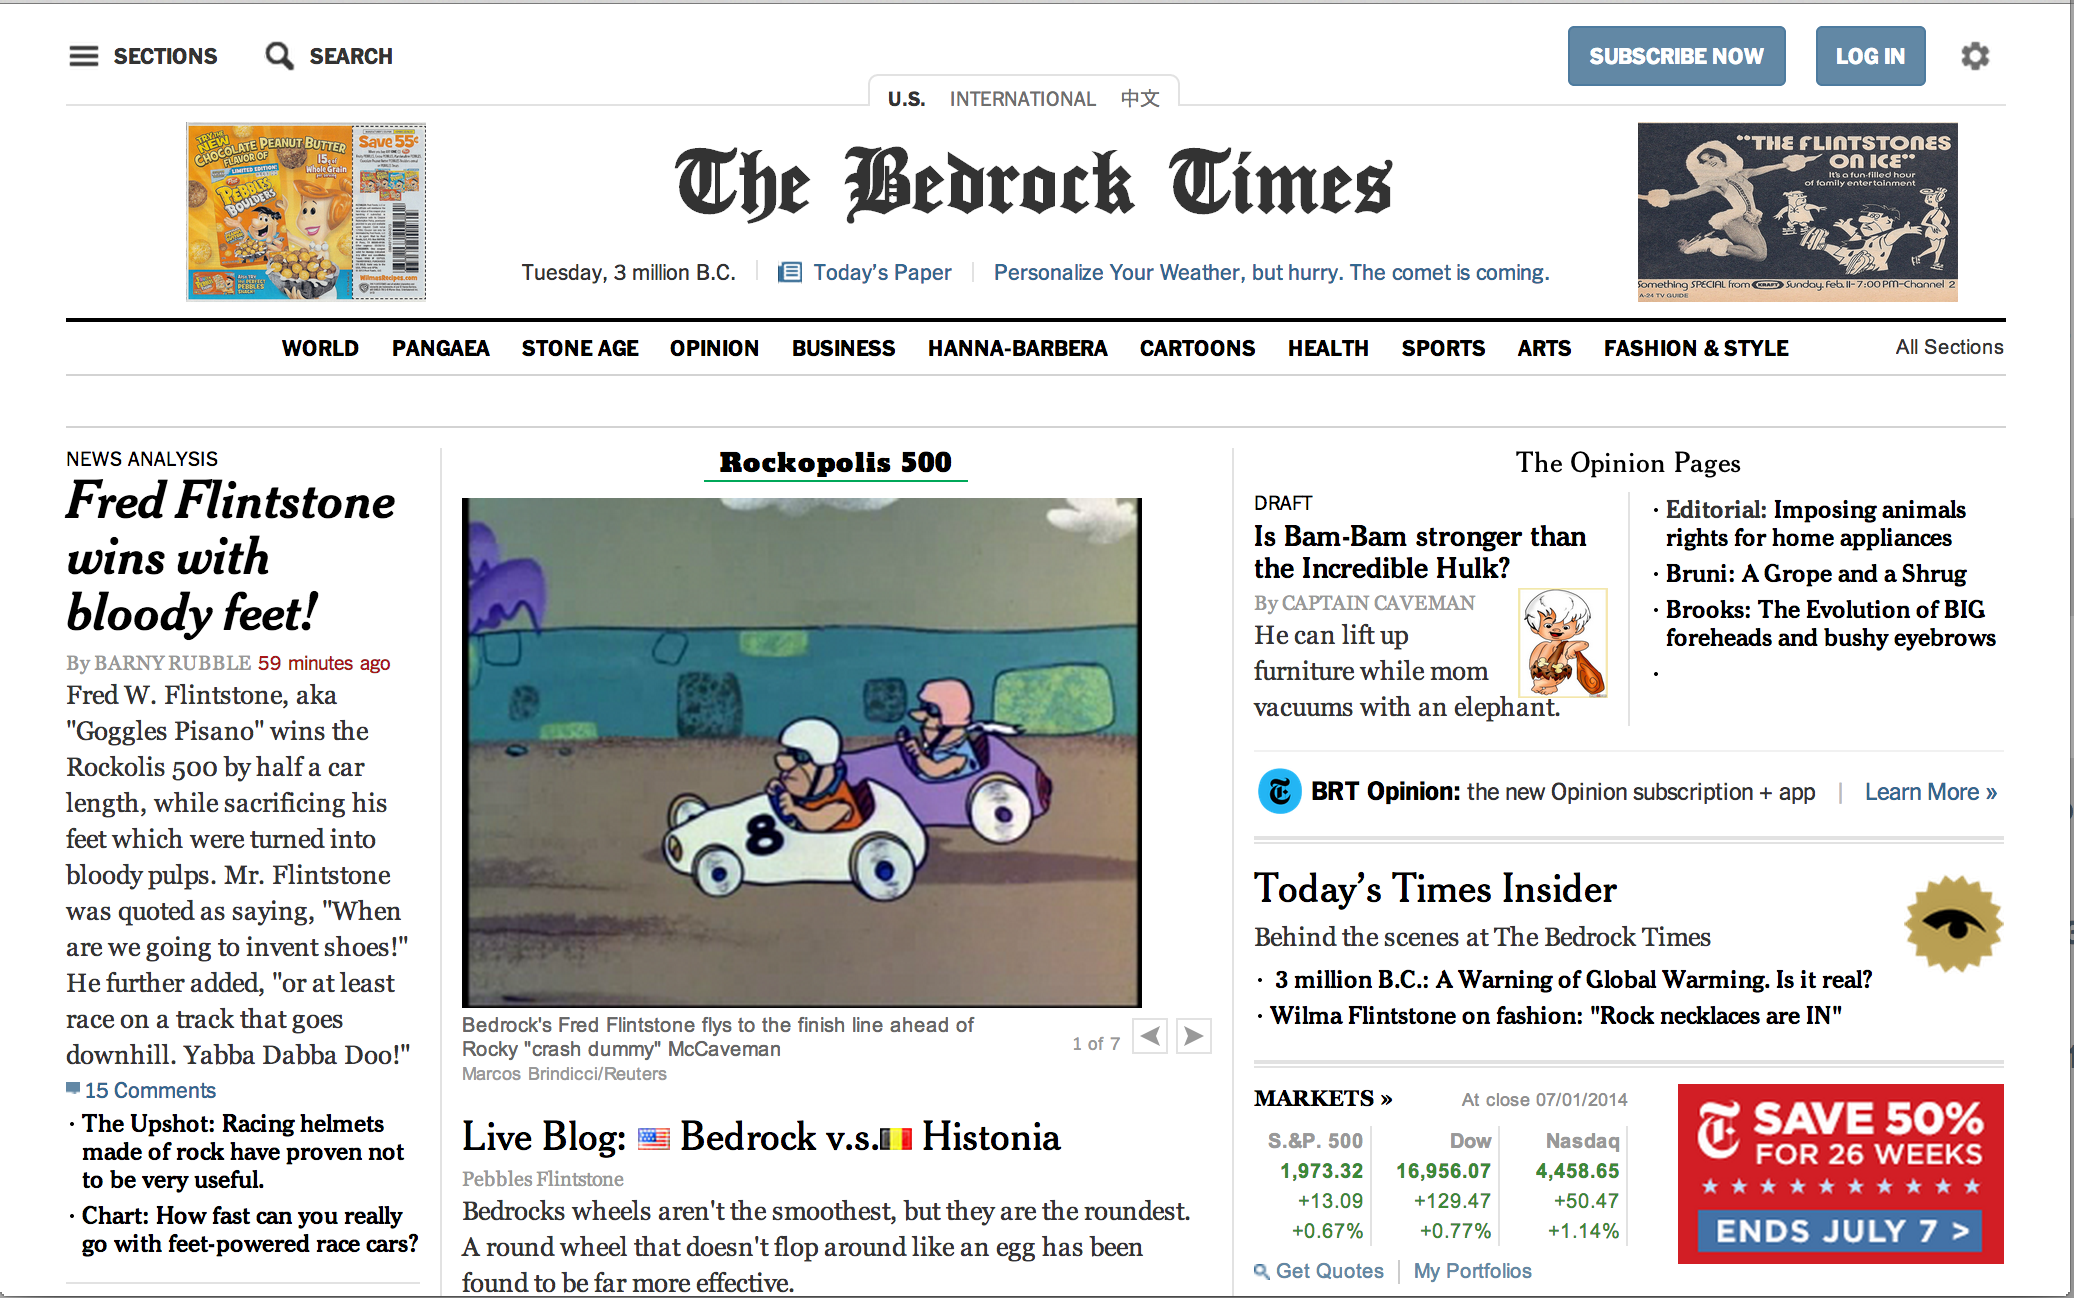 SECTIONS
SEARCH
SUBSCRIBE NOW
LOG IN
U.S. INTERNATIONAL 中文
TRY THE NEW
CHOCOLATE PEANUT BUTTER
FLAVOR OF
LIMITED EDITION!
Post
PEBBLES
BOULDERS
15g of
Whole Grain
Save 55¢
WilmasRecipes.com
The Bedrock Times
"THE FLINTSTONES
ON ICE"
It's a fun-filled hour
of family entertainment
Something SPECIAL from KRAFT Sunday, Feb. 11-7:00 PM-Channel 2
A-24 TV GUIDE
Tuesday, 3 million B.C.
Today's Paper
Personalize Your Weather, but hurry. The comet is coming.
WORLD PANGAEA STONE AGE OPINION BUSINESS HANNA-BARBERA CARTOONS HEALTH SPORTS ARTS FASHION & STYLE All Sections
NEWS ANALYSIS
Fred Flintstone
wins with
bloody feet!
By BARNY RUBBLE 59 minutes ago
Fred W. Flintstone, aka
"Goggles Pisano" wins the
Rockolis 500 by half a car
length, while sacrificing his
feet which were turned into
bloody pulps. Mr. Flintstone
was quoted as saying, "When
are we going to invent shoes!"
He further added, "or at least
race on a track that goes
downhill. Yabba Dabba Doo!"
15 Comments
· The Upshot: Racing helmets
made of rock have proven not
to be very useful.
· Chart: How fast can you really
go with feet-powered race cars?
Rockopolis 500
8
Bedrock's Fred Flintstone flys to the finish line ahead of
Rocky "crash dummy" McCaveman
Marcos Brindicci/Reuters
1 of 7
Live Blog: Bedrock v.s. Histonia
Pebbles Flintstone
Bedrocks wheels aren't the smoothest, but they are the roundest.
A round wheel that doesn't flop around like an egg has been
found to be far more effective.
The Opinion Pages
DRAFT
Is Bam-Bam stronger than
the Incredible Hulk?
By CAPTAIN CAVEMAN
He can lift up
furniture while mom
vacuums with an elephant.
· Editorial: Imposing animals
rights for home appliances
· Bruni: A Grope and a Shrug
· Brooks: The Evolution of BIG
foreheads and bushy eyebrows
·
T BRT Opinion: the new Opinion subscription + app | Learn More »
Today's Times Insider
Behind the scenes at The Bedrock Times
· 3 million B.C.: A Warning of Global Warming. Is it real?
· Wilma Flintstone on fashion: "Rock necklaces are IN"
MARKETS » At close 07/01/2014
S.&P. 500 Dow Nasdaq
1,973.32 16,956.07 4,458.65
+13.09 +129.47 +50.47
+0.67% +0.77% +1.14%
Get Quotes | My Portfolios
T SAVE 50%
FOR 26 WEEKS
ENDS JULY 7 >